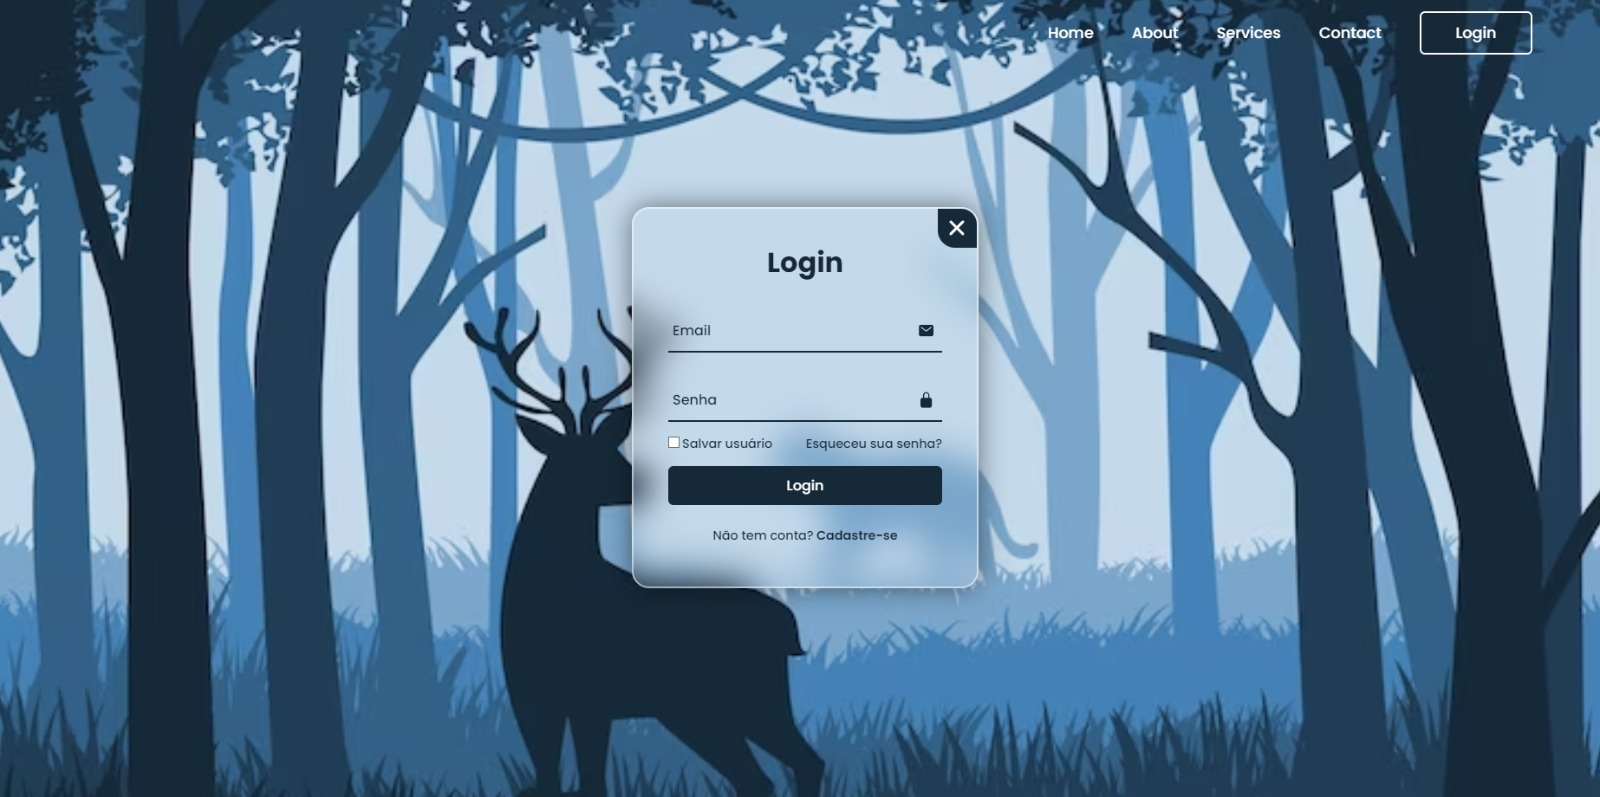 Home About Services Contact Login
Login
Email
Senha
Salvar usuário Esqueceu sua senha?
Login
Não tem conta? Cadastre-se